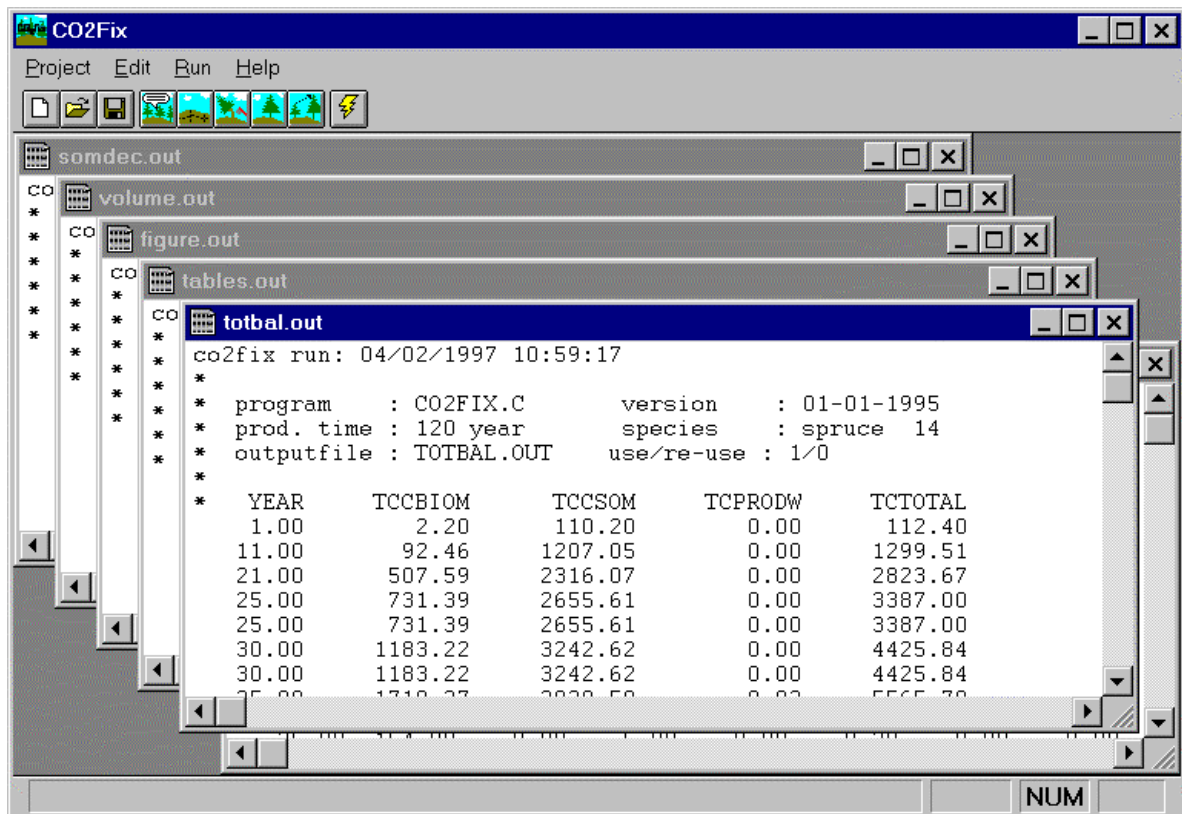 CO2Fix
Project Edit Run Help
somdec.out
co
*
*
*
*
*
*
volume.out
co
*
*
*
*
*
*
figure.out
co
*
*
*
*
*
*
tables.out
co
*
*
*
*
*
*
totbal.out
co2fix run: 04/02/1997 10:59:17
*
* program : CO2FIX.C version : 01-01-1995
* prod. time : 120 year species : spruce 14
* outputfile : TOTBAL.OUT use/re-use : 1/0
*
* YEAR TCCBIOM TCCSOM TCPRODW TCTOTAL
1.00 2.20 110.20 0.00 112.40
11.00 92.46 1207.05 0.00 1299.51
21.00 507.59 2316.07 0.00 2823.67
25.00 731.39 2655.61 0.00 3387.00
25.00 731.39 2655.61 0.00 3387.00
30.00 1183.22 3242.62 0.00 4425.84
30.00 1183.22 3242.62 0.00 4425.84
NUM